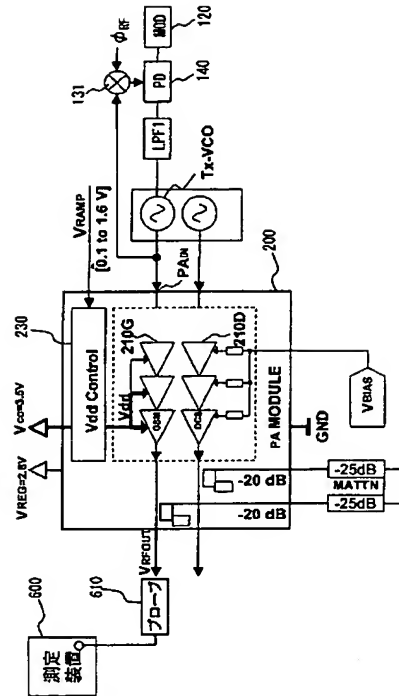 600
測定
装置
610
プローブ
VRFOUT
VREG=2.8V
Vcc=3.5V
230
Vdd Control
Vdd
VRAMP
[0.1 to 1.6 V]
210G
GSM
210D
DCS
PA MODULE
200
GND
VBIAS
PAIN
Tx-VCO
LPF1
PD
140
MOD
120
131
φRF
-20 dB
-20 dB
-25dB
MATTN
-25dB